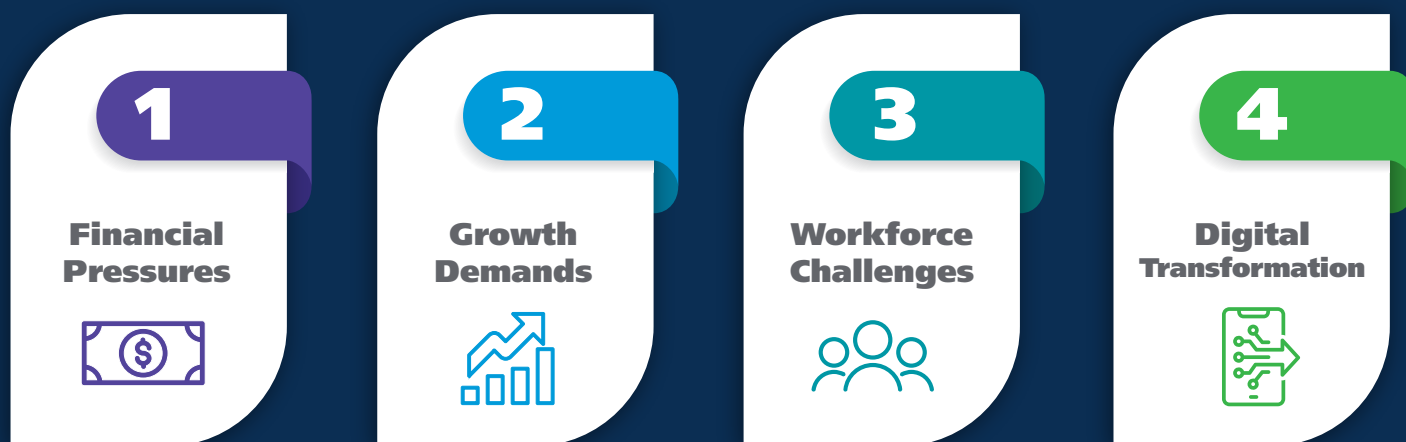 1
Financial
Pressures
$
2
Growth
Demands
3
Workforce
Challenges
4
Digital
Transformation